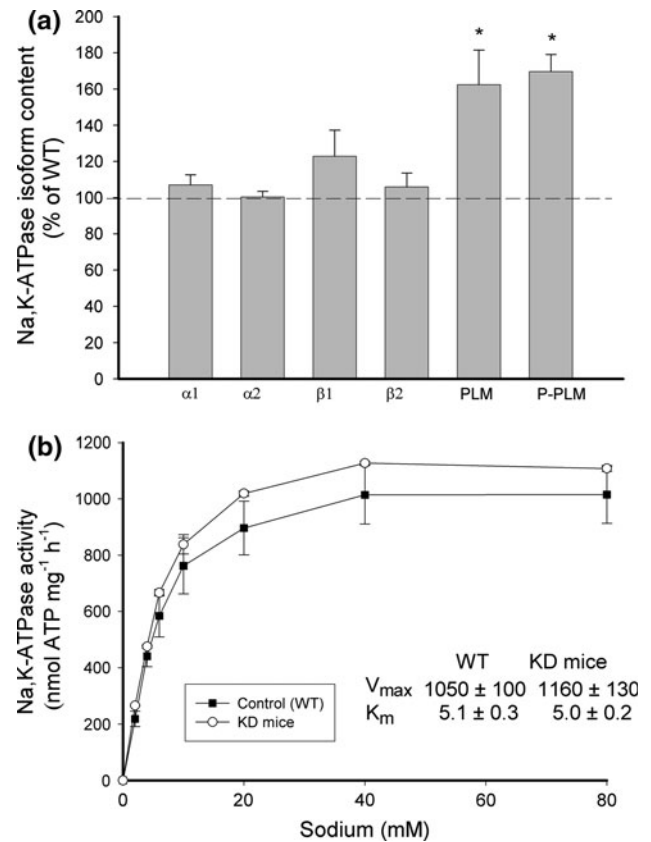 (a)
Na,K-ATPase isoform content
(% of WT)
200
180
160
140
120
100
80
60
40
20
0
* *
α1 α2 β1 β2 PLM P-PLM
(b)
Na,K-ATPase activity
(nmol ATP mg⁻¹ h⁻¹)
1200
1000
800
600
400
200
0
Control (WT)
KD mice
WT KD mice
Vmax 1050 ± 100 1160 ± 130
Km 5.1 ± 0.3 5.0 ± 0.2
0 20 40 60 80
Sodium (mM)